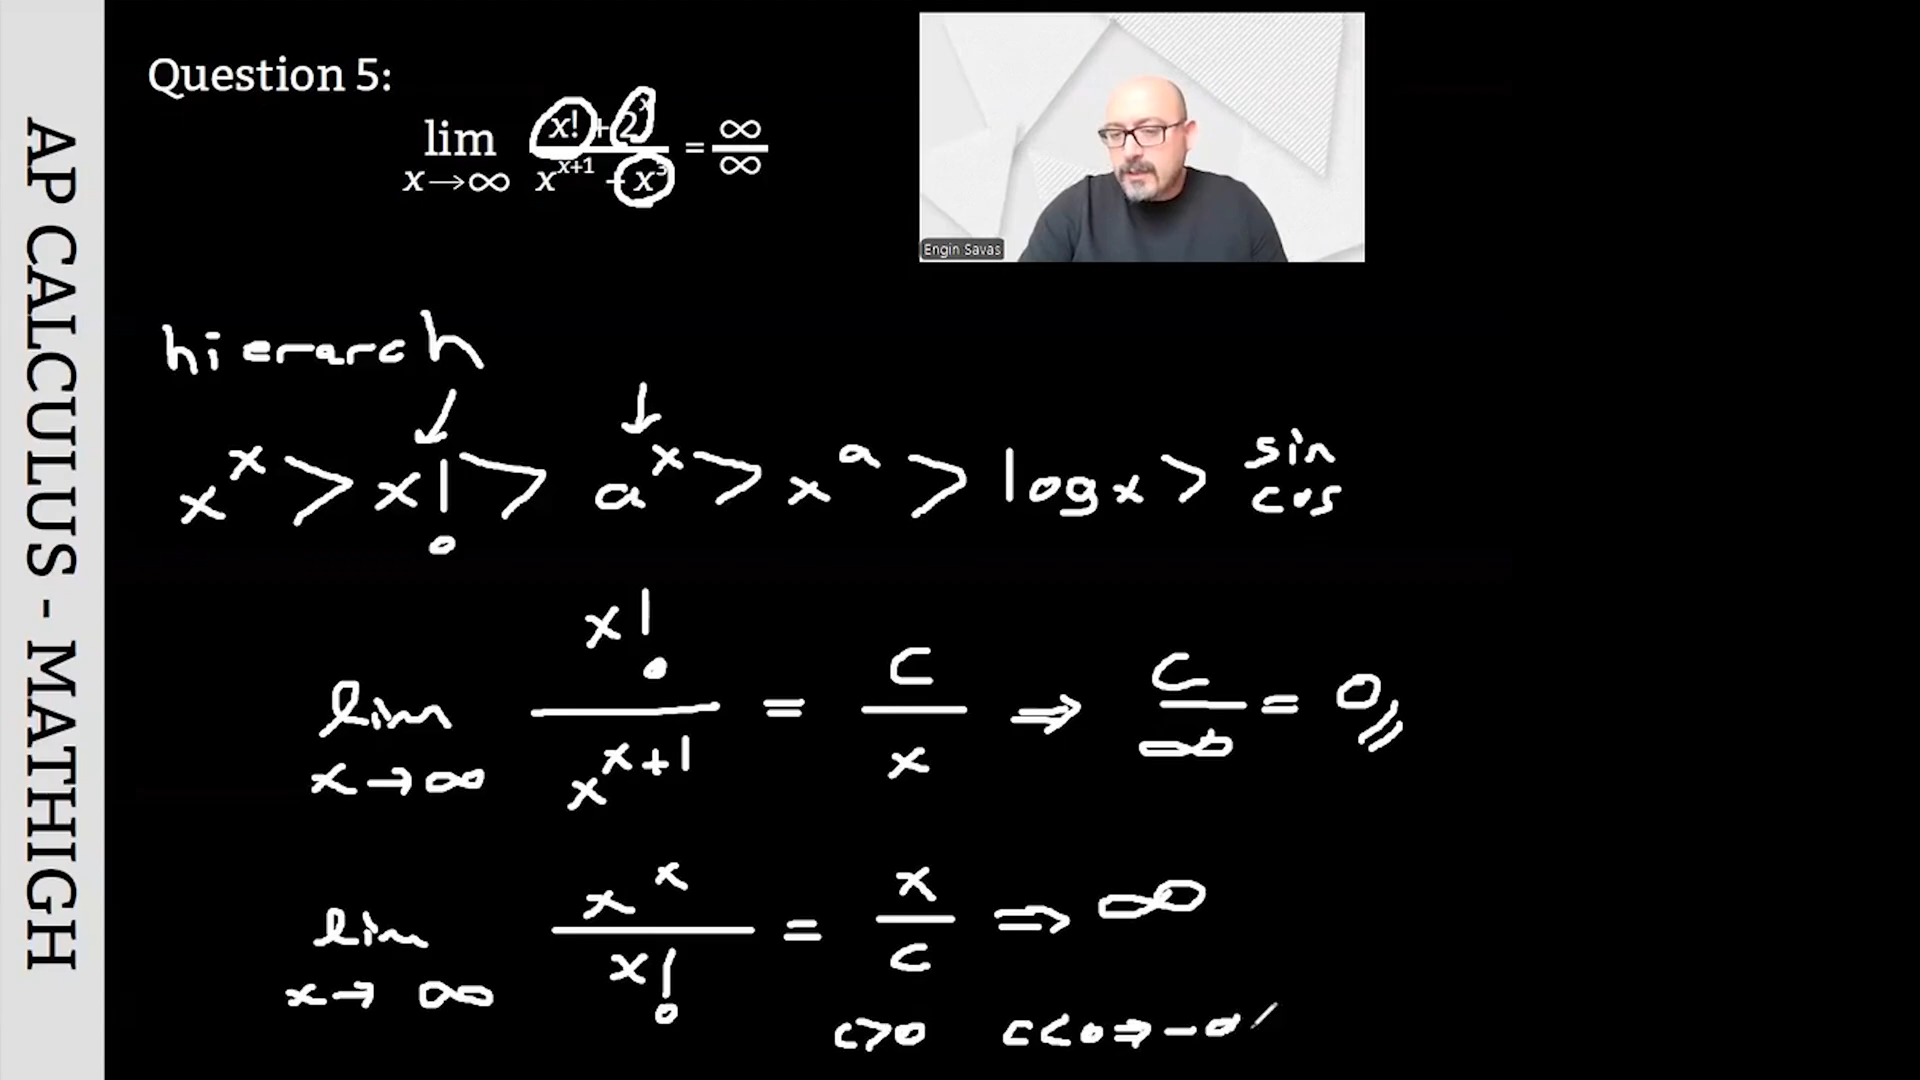 AP CALCULUS - MATHIGH
Question 5:
lim x→∞ (x! + 2^x)/(x^(x+1) - x^3) = ∞/∞
Engin Savas
hierarch
x^x > x! > a^x > x^a > log x > sin cos
lim x→∞ x!/x^(x+1) = c/x ⇒ c/∞ = 0
lim x→∞ x^x/x! = x/c ⇒ ∞
c>0 c<0 ⇒ -